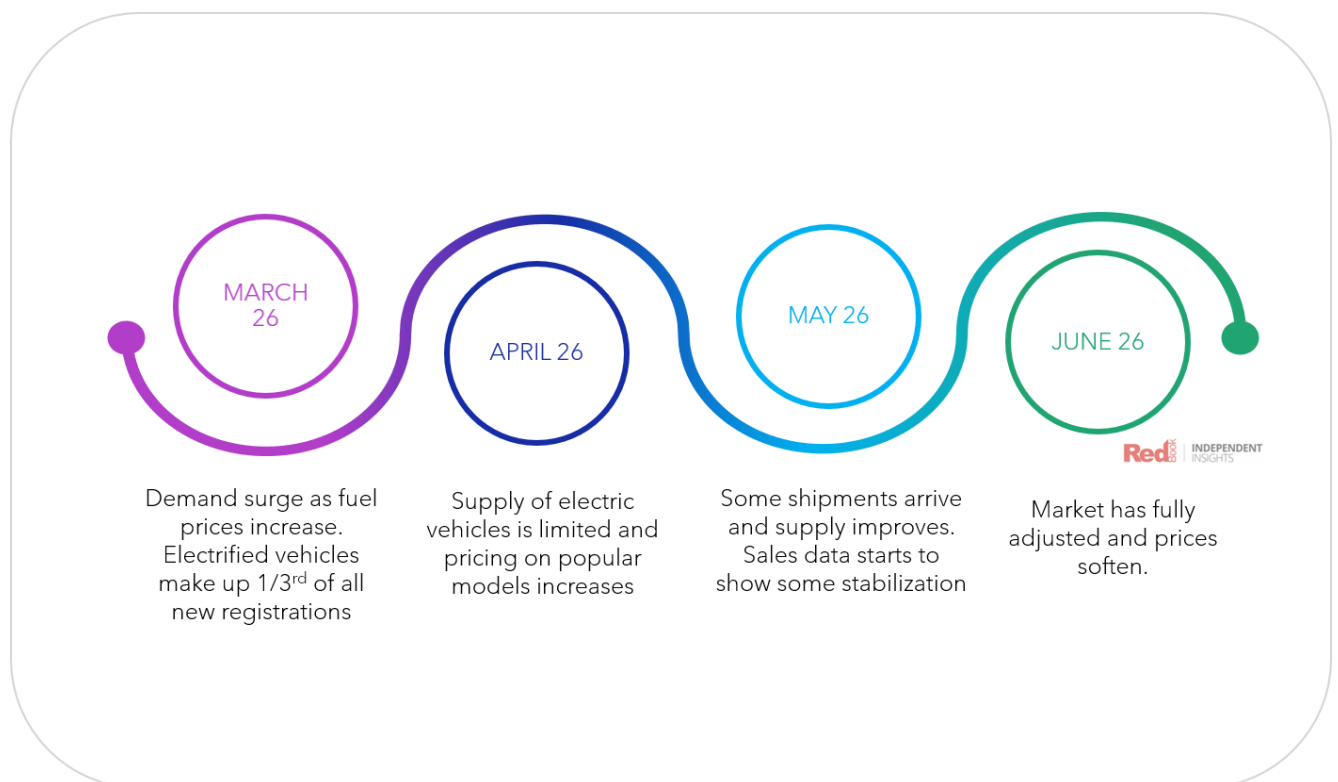 MARCH
26
Demand surge as fuel
prices increase.
Electrified vehicles
make up 1/3rd of all
new registrations
APRIL 26
Supply of electric
vehicles is limited and
pricing on popular
models increases
MAY 26
Some shipments arrive
and supply improves.
Sales data starts to
show some stabilization
JUNE 26
RedBook | INDEPENDENT
INSIGHTS
Market has fully
adjusted and prices
soften.